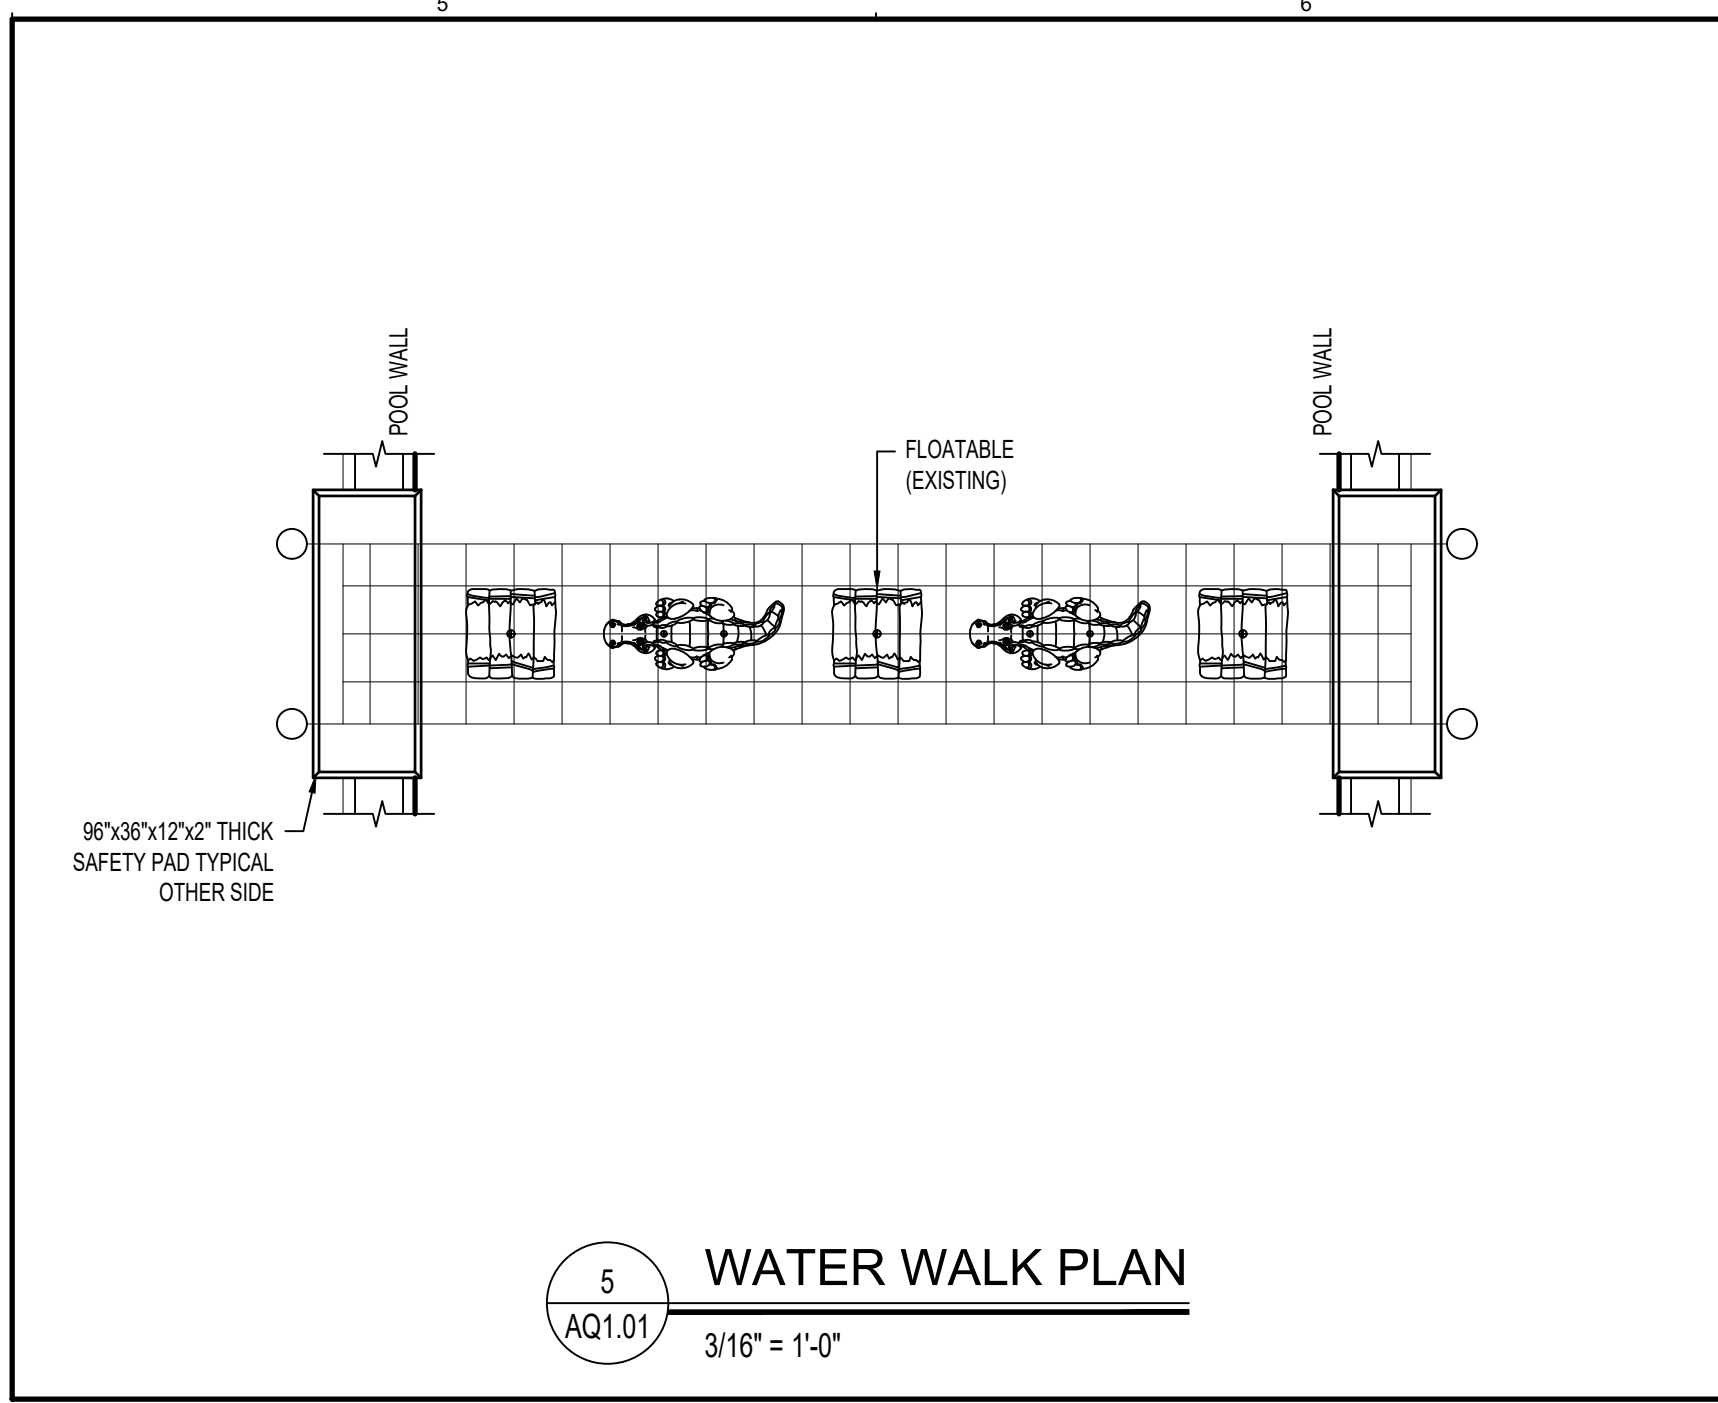 5
6
POOL WALL
POOL WALL
FLOATABLE
(EXISTING)
96"x36"x12"x2" THICK
SAFETY PAD TYPICAL
OTHER SIDE
5
AQ1.01
WATER WALK PLAN
3/16" = 1'-0"